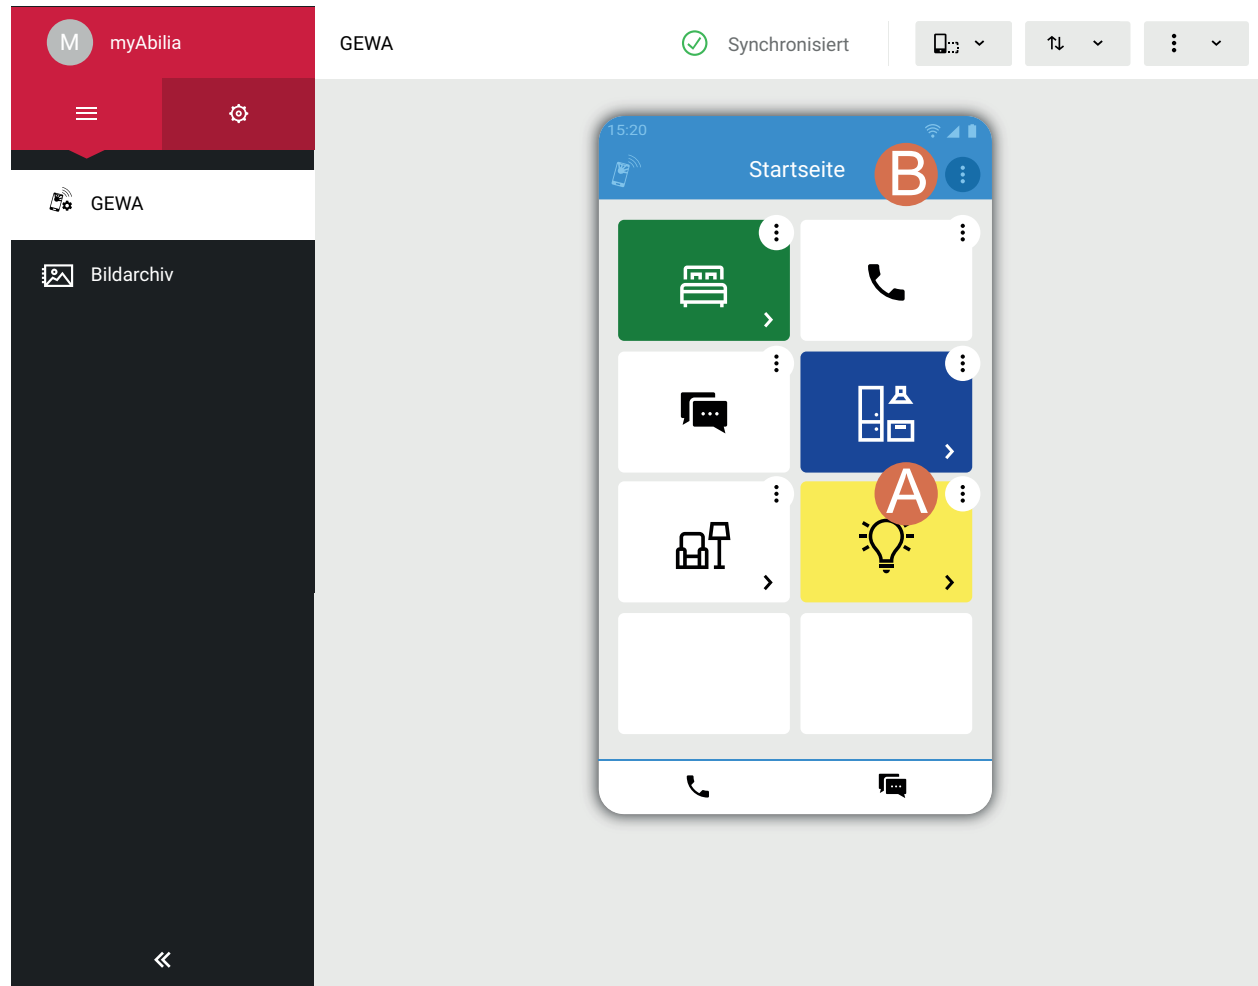 M myAbilia
GEWA
Synchronisiert
GEWA
Bildarchiv
15:20
Startseite
B
A